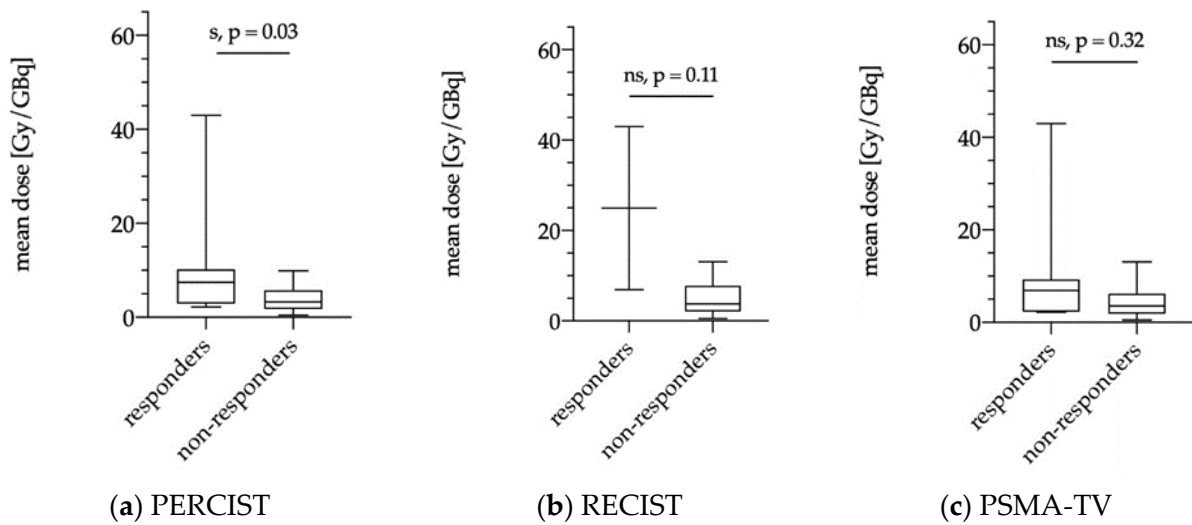 mean dose [Gy/GBq]
60
40
20
0
s, p = 0.03
responders
non-responders
(a) PERCIST
mean dose [Gy/GBq]
60
40
20
0
ns, p = 0.11
responders
non-responders
(b) RECIST
mean dose [Gy/GBq]
60
40
20
0
ns, p = 0.32
responders
non-responders
(c) PSMA-TV